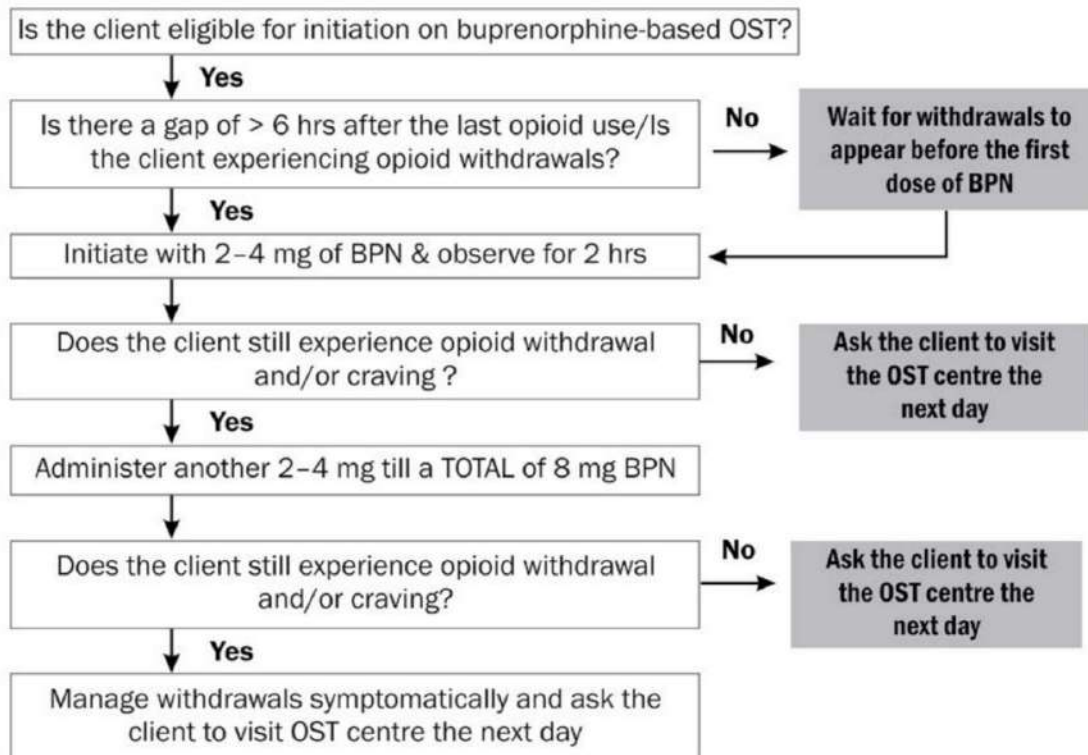 Is the client eligible for initiation on buprenorphine-based OST?
Yes
Is there a gap of > 6 hrs after the last opioid use/Is
the client experiencing opioid withdrawals?
No
Wait for withdrawals to
appear before the first
dose of BPN
Yes
Initiate with 2–4 mg of BPN & observe for 2 hrs
Does the client still experience opioid withdrawal
and/or craving ?
No
Ask the client to visit
the OST centre the
next day
Yes
Administer another 2–4 mg till a TOTAL of 8 mg BPN
Does the client still experience opioid withdrawal
and/or craving?
No
Ask the client to visit
the OST centre the
next day
Yes
Manage withdrawals symptomatically and ask the
client to visit OST centre the next day